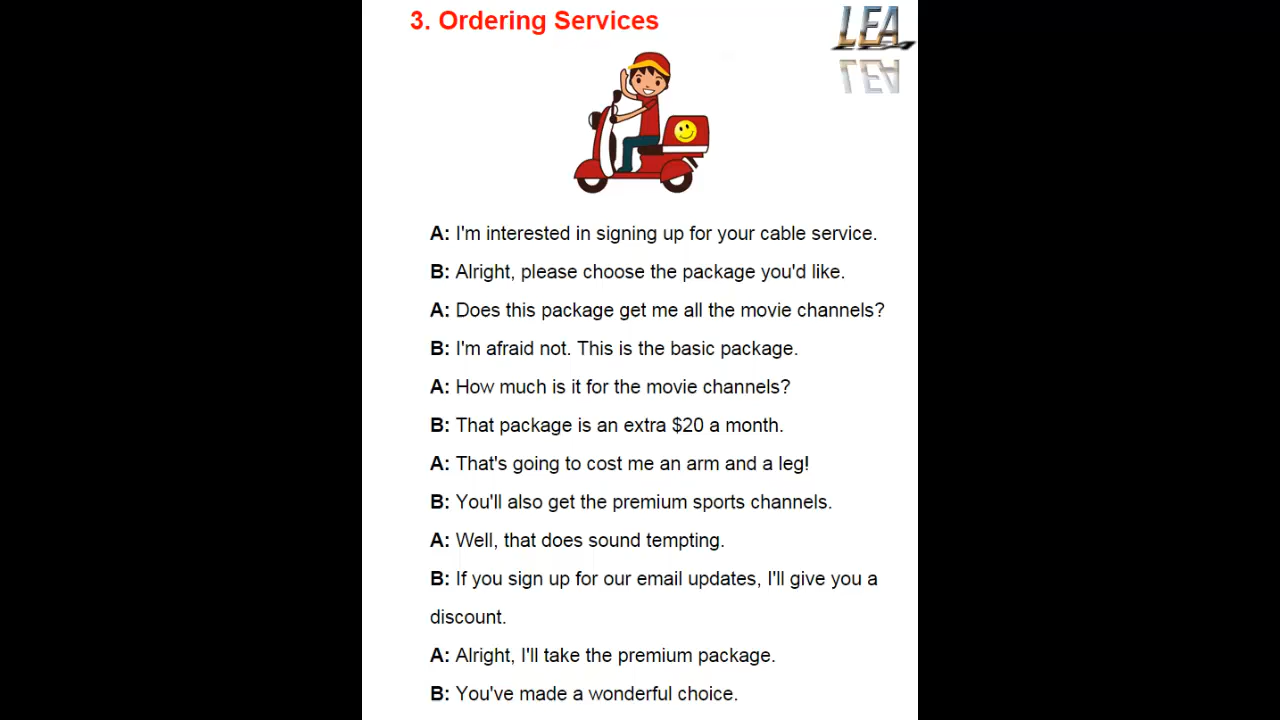 3. Ordering Services
LEA
A: I'm interested in signing up for your cable service.
B: Alright, please choose the package you'd like.
A: Does this package get me all the movie channels?
B: I'm afraid not. This is the basic package.
A: How much is it for the movie channels?
B: That package is an extra $20 a month.
A: That's going to cost me an arm and a leg!
B: You'll also get the premium sports channels.
A: Well, that does sound tempting.
B: If you sign up for our email updates, I'll give you a
discount.
A: Alright, I'll take the premium package.
B: You've made a wonderful choice.